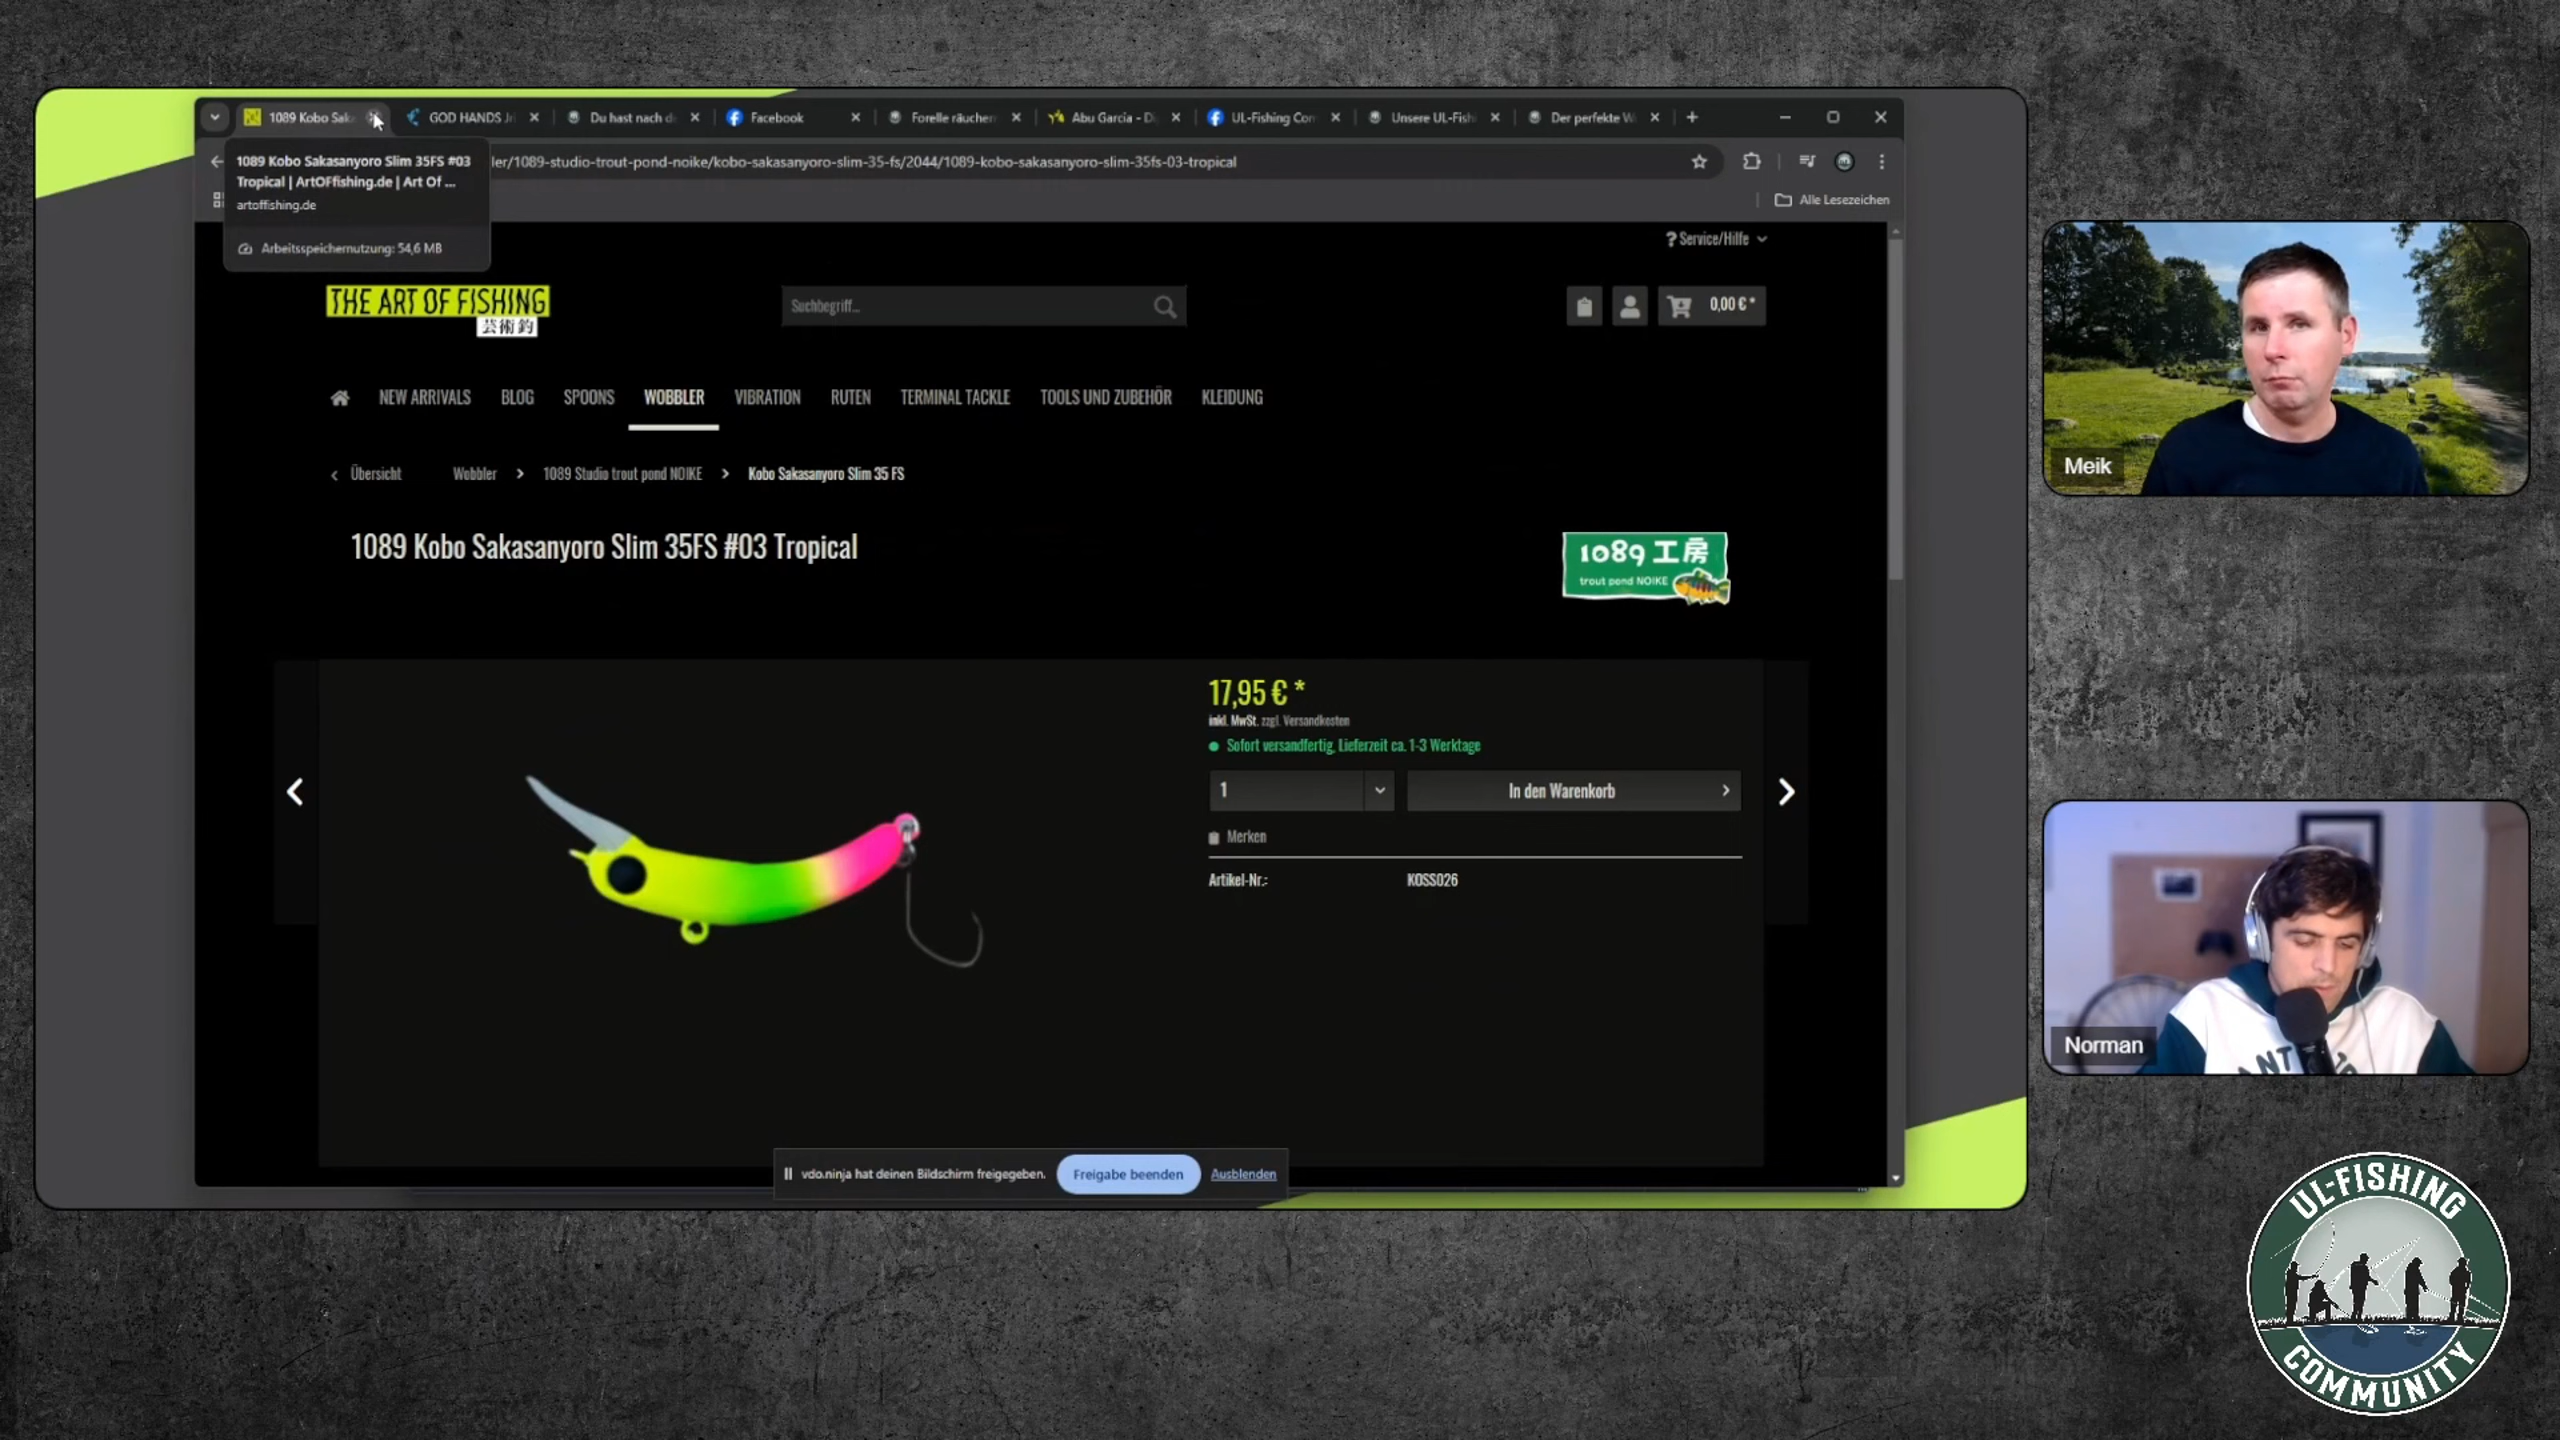 1089 Kobo Sak
GOD HANDS Jr
Du hast nach d
Facebook
Forelle räuchern
Abu Garcia - D
UL-Fishing Com
Unsere UL-Fish
Der perfekte W
1089 Kobo Sakasanyoro Slim 35FS #03
Tropical | ArtOFfishing.de | Art Of ...
artoffishing.de
Arbeitsspeichernutzung: 54,6 MB
ler/1089-studio-trout-pond-noike/kobo-sakasanyoro-slim-35-fs/2044/1089-kobo-sakasanyoro-slim-35fs-03-tropical
Alle Lesezeichen
? Service/Hilfe
THE ART OF FISHING
芸術釣
Suchbegriff...
0,00 € *
NEW ARRIVALS
BLOG
SPOONS
WOBBLER
VIBRATION
RUTEN
TERMINAL TACKLE
TOOLS UND ZUBEHÖR
KLEIDUNG
Übersicht
Wobbler
1089 Studio trout pond NOIKE
Kobo Sakasanyoro Slim 35 FS
1089 Kobo Sakasanyoro Slim 35FS #03 Tropical
1089 工房
trout pond NOIKE
17,95 € *
inkl. MwSt. zzgl. Versandkosten
Sofort versandfertig, Lieferzeit ca. 1-3 Werktage
1
In den Warenkorb
Merken
Artikel-Nr.:
KOSS026
vdo.ninja hat deinen Bildschirm freigegeben.
Freigabe beenden
Ausblenden
Meik
Norman
UL-FISHING
COMMUNITY